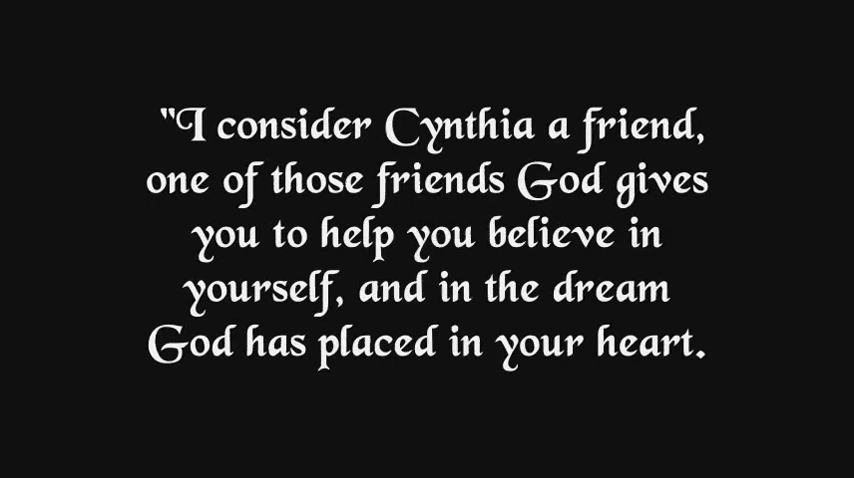 "I consider Cynthia a friend,
one of those friends God gives
you to help you believe in
yourself, and in the dream
God has placed in your heart.